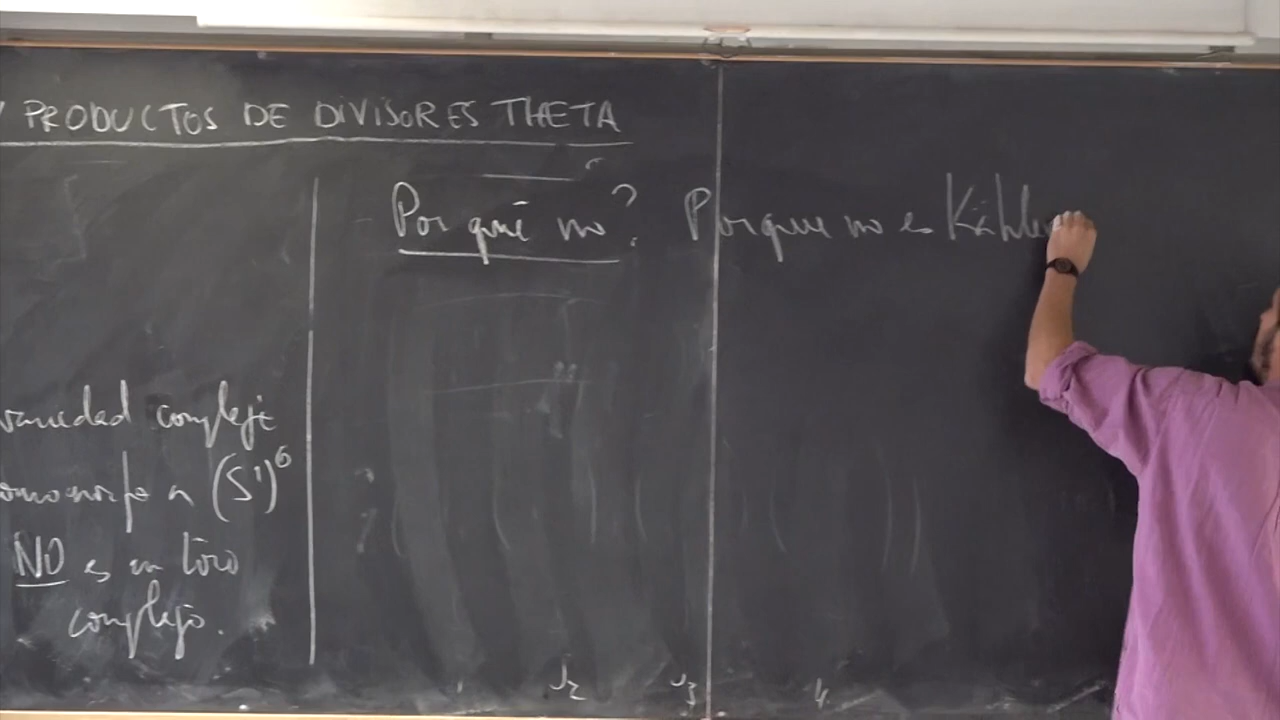 Y PRODUCTOS DE DIVISORES THETA
variedad compleja
a (S¹)⁶
NO es un toro
complejo.
Por qué no? Porque no es Kähler